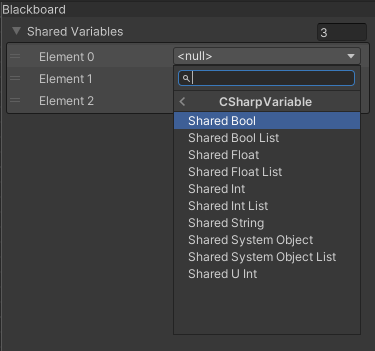 Blackboard
Shared Variables 3
Element 0 <null>
Element 1
Element 2
CSharpVariable
Shared Bool
Shared Bool List
Shared Float
Shared Float List
Shared Int
Shared Int List
Shared String
Shared System Object
Shared System Object List
Shared U Int